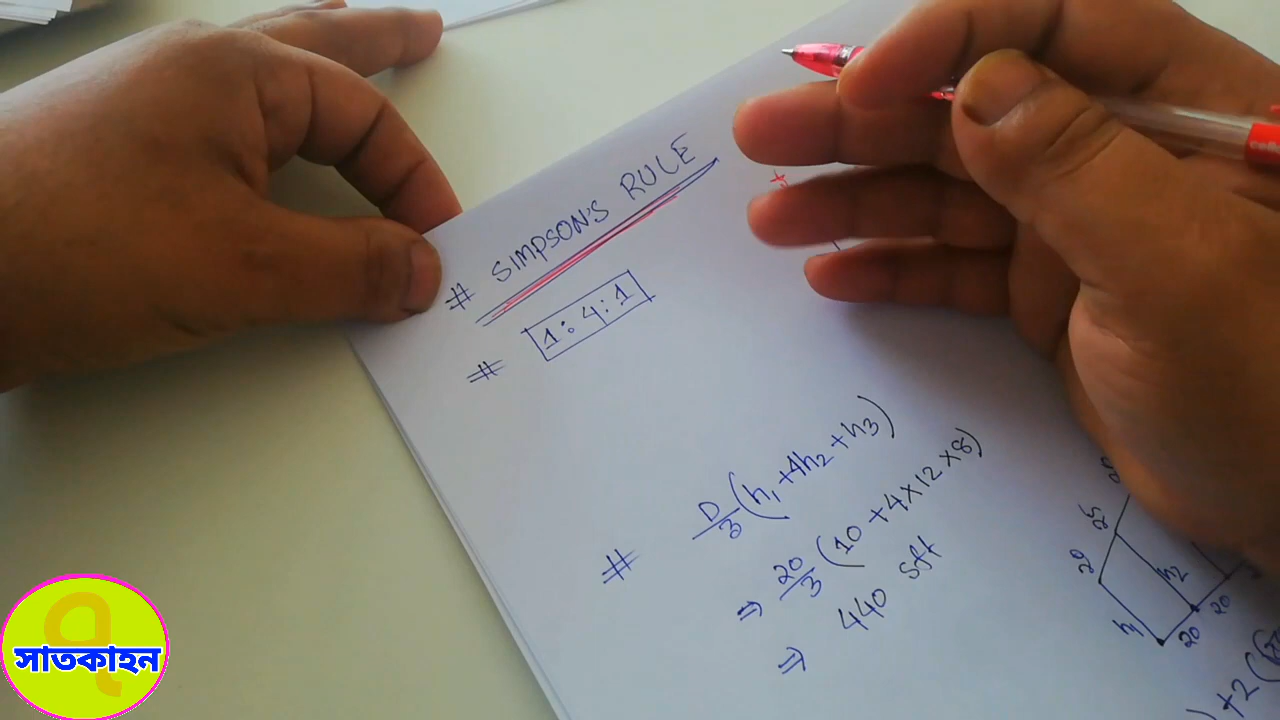 # SIMPSON'S RULE
# 1:4:1
# D/3 (h₁ + 4h₂ + h₃)
⇒ 20/3 (10 + 4×12×8)
⇒ 440 sft
25
20
h₁
h₂
20
20
) + 2 (
সাতকাহন